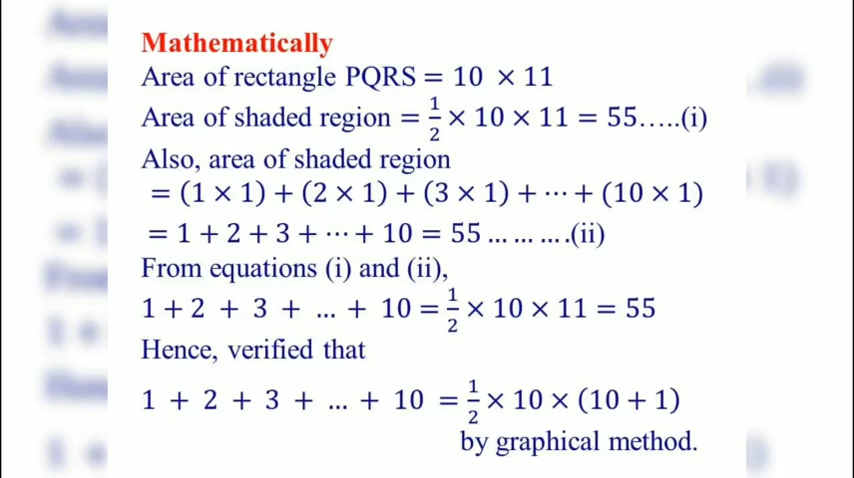 Mathematically
Area of rectangle PQRS = 10 × 11
Area of shaded region = 1/2 × 10 × 11 = 55.....(i)
Also, area of shaded region
= (1 × 1) + (2 × 1) + (3 × 1) + ⋯ + (10 × 1)
= 1 + 2 + 3 + ⋯ + 10 = 55 … … … .(ii)
From equations (i) and (ii),
1 + 2 + 3 + … + 10 = 1/2 × 10 × 11 = 55
Hence, verified that
1 + 2 + 3 + … + 10 = 1/2 × 10 × (10 + 1)
by graphical method.